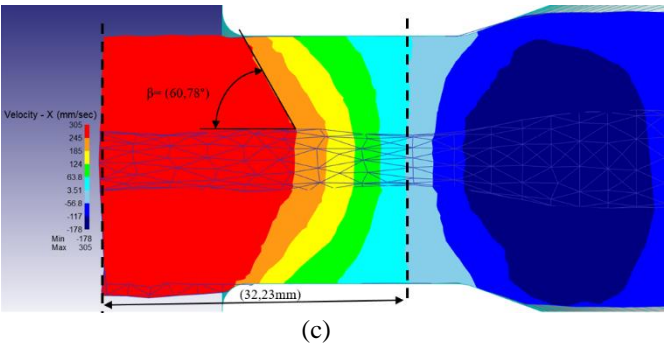 β= (60,78°)
Velocity - X (mm/sec)
305
245
185
124
63.8
3.51
-56.8
-117
-178
Min -178
Max 305
(32,23mm)
(c)